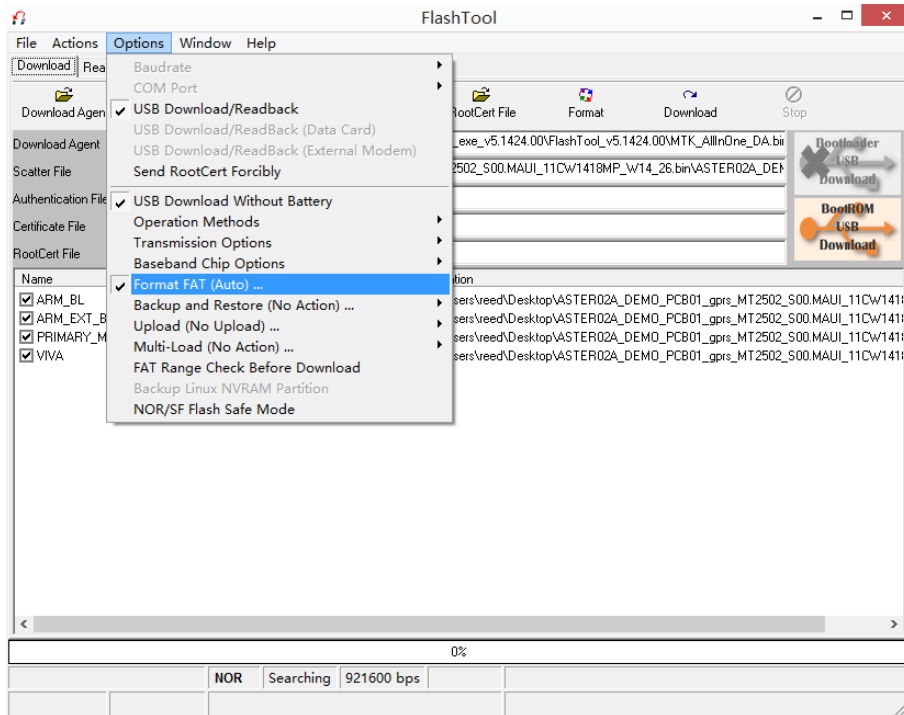 FlashTool
File Actions Options Window Help
Download Rea
Download Agen RootCert File Format Download Stop
Baudrate
COM Port
USB Download/Readback
USB Download/ReadBack (Data Card)
USB Download/ReadBack (External Modem)
Send RootCert Forcibly
USB Download Without Battery
Operation Methods
Transmission Options
Baseband Chip Options
Format FAT (Auto) ...
Backup and Restore (No Action) ...
Upload (No Upload) ...
Multi-Load (No Action) ...
FAT Range Check Before Download
Backup Linux NVRAM Partition
NOR/SF Flash Safe Mode
Download Agent _exe_v5.1424.00\FlashTool_v5.1424.00\MTK_AllInOne_DA.bi
Scatter File 2502_S00.MAUI_11CW1418MP_W14_26.bin\ASTER02A_DEM
Authentication File
Certificate File
RootCert File
Bootloader
USB
Download
BootROM
USB
Download
Name tion
ARM_BL sers\reed\Desktop\ASTER02A_DEMO_PCB01_gprs_MT2502_S00.MAUI_11CW141
ARM_EXT_B sers\reed\Desktop\ASTER02A_DEMO_PCB01_gprs_MT2502_S00.MAUI_11CW141
PRIMARY_M sers\reed\Desktop\ASTER02A_DEMO_PCB01_gprs_MT2502_S00.MAUI_11CW141
VIVA sers\reed\Desktop\ASTER02A_DEMO_PCB01_gprs_MT2502_S00.MAUI_11CW141
0%
NOR Searching 921600 bps